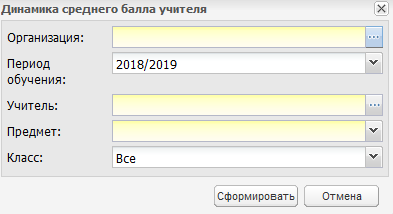 Динамика среднего балла учителя
Организация:
Период
обучения:
2018/2019
Учитель:
Предмет:
Класс:
Все
Сформировать
Отмена